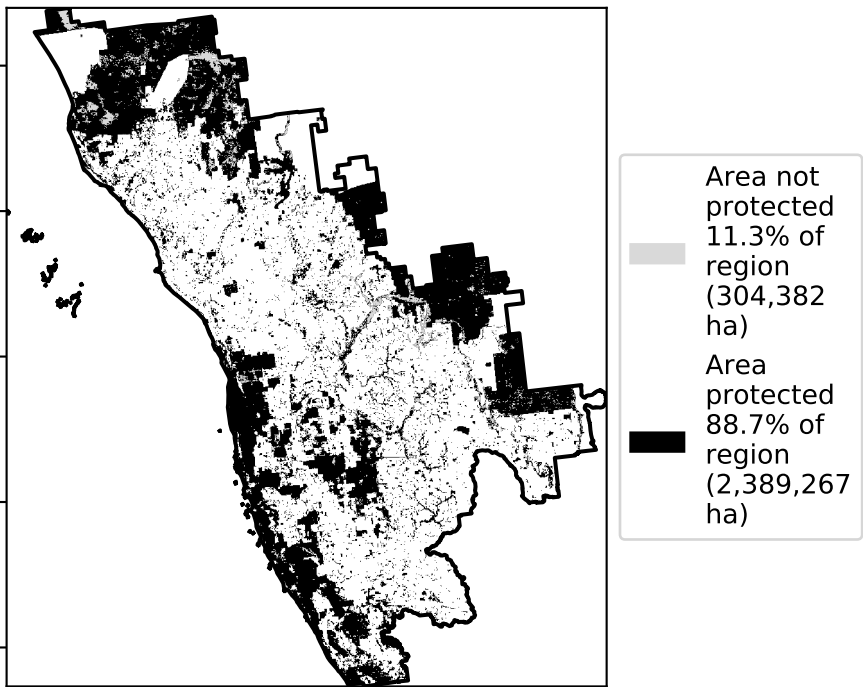 Area not
protected
11.3% of
region
(304,382
ha)
Area
protected
88.7% of
region
(2,389,267
ha)